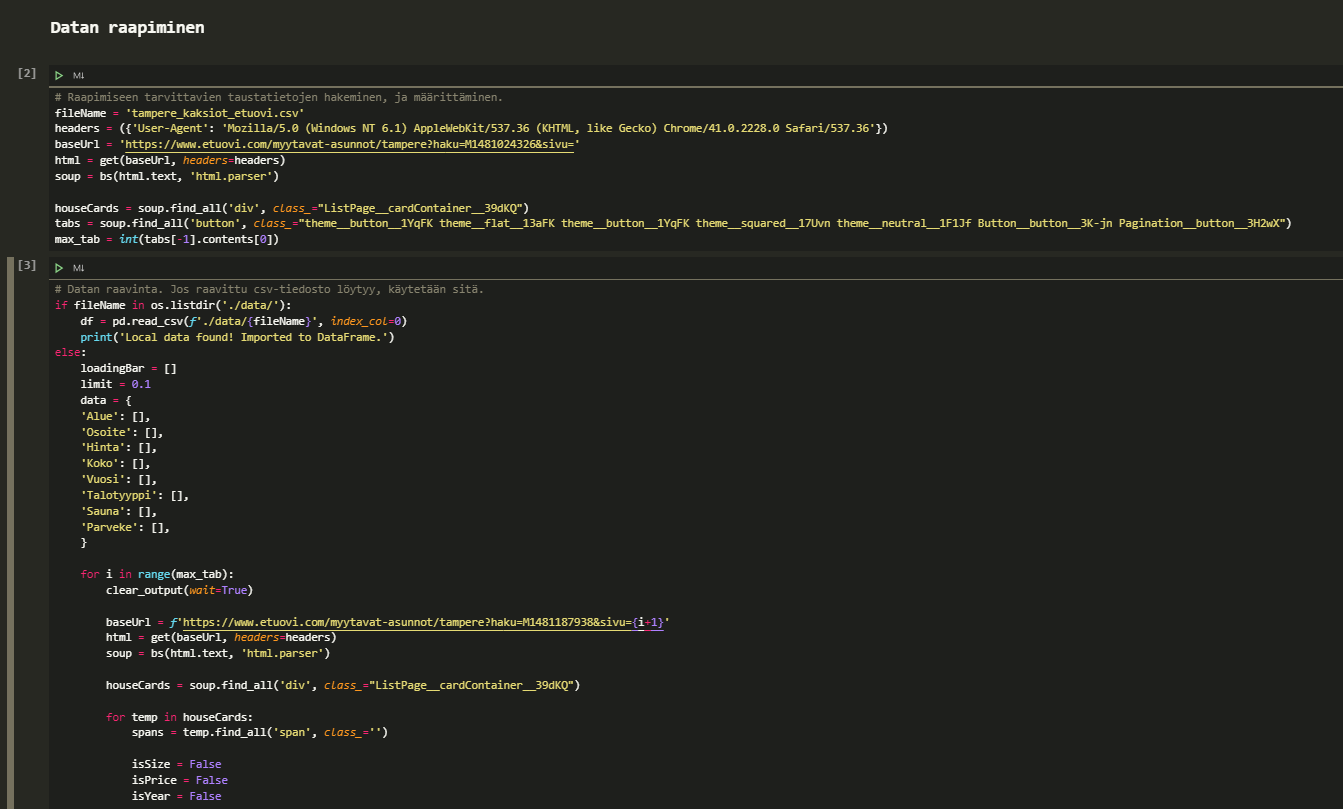 Datan raapiminen
[2]
M↓
# Raapimiseen tarvittavien taustatietojen hakeminen, ja määrittäminen.
fileName = 'tampere_kaksiot_etuovi.csv'
headers = ({'User-Agent': 'Mozilla/5.0 (Windows NT 6.1) AppleWebKit/537.36 (KHTML, like Gecko) Chrome/41.0.2228.0 Safari/537.36'})
baseUrl = 'https://www.etuovi.com/myytavat-asunnot/tampere?haku=M1481024326&sivu='
html = get(baseUrl, headers=headers)
soup = bs(html.text, 'html.parser')
houseCards = soup.find_all('div', class_="ListPage__cardContainer__39dKQ")
tabs = soup.find_all('button', class_="theme__button__1YqFK theme__flat__13aFK theme__button__1YqFK theme__squared__17Uvn theme__neutral__1F1Jf Button__button__3K-jn Pagination__button__3H2wX")
max_tab = int(tabs[-1].contents[0])
[3]
M↓
# Datan raavinta. Jos raavittu csv-tiedosto löytyy, käytetään sitä.
if fileName in os.listdir('./data/'):
    df = pd.read_csv(f'./data/{fileName}', index_col=0)
    print('Local data found! Imported to DataFrame.')
else:
    loadingBar = []
    limit = 0.1
    data = {
    'Alue': [],
    'Osoite': [],
    'Hinta': [],
    'Koko': [],
    'Vuosi': [],
    'Talotyyppi': [],
    'Sauna': [],
    'Parveke': [],
    }
    for i in range(max_tab):
        clear_output(wait=True)
        baseUrl = f'https://www.etuovi.com/myytavat-asunnot/tampere?haku=M1481187938&sivu={i+1}'
        html = get(baseUrl, headers=headers)
        soup = bs(html.text, 'html.parser')
        houseCards = soup.find_all('div', class_="ListPage__cardContainer__39dKQ")
        for temp in houseCards:
            spans = temp.find_all('span', class_='')
            isSize = False
            isPrice = False
            isYear = False